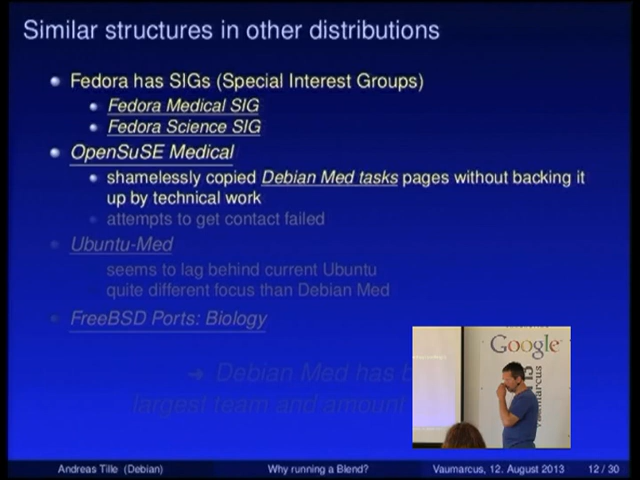 Similar structures in other distributions
Fedora has SIGs (Special Interest Groups)
Fedora Medical SIG
Fedora Science SIG
OpenSuSE Medical
shamelessly copied Debian Med tasks pages without backing it
up by technical work
attempts to get contact failed
Ubuntu-Med
seems to lag behind current Ubuntu
quite different focus than Debian Med
FreeBSD Ports: Biology
Google
➔ Debian Med has
largest team and amount
Andreas Tille (Debian) Why running a Blend? Vaumarcus, 12. August 2013 12 / 30